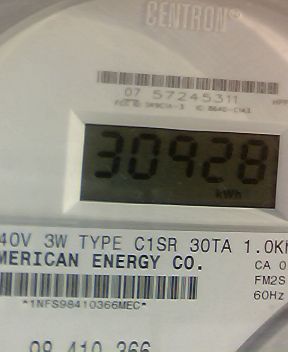 CENTRON®
07 57245311
30928
kWh
40V 3W TYPE C1SR 30TA 1.0K
MERICAN ENERGY CO.
CA 0
FM2S
60Hz
*1NFS98410366MEC*
98 410 366